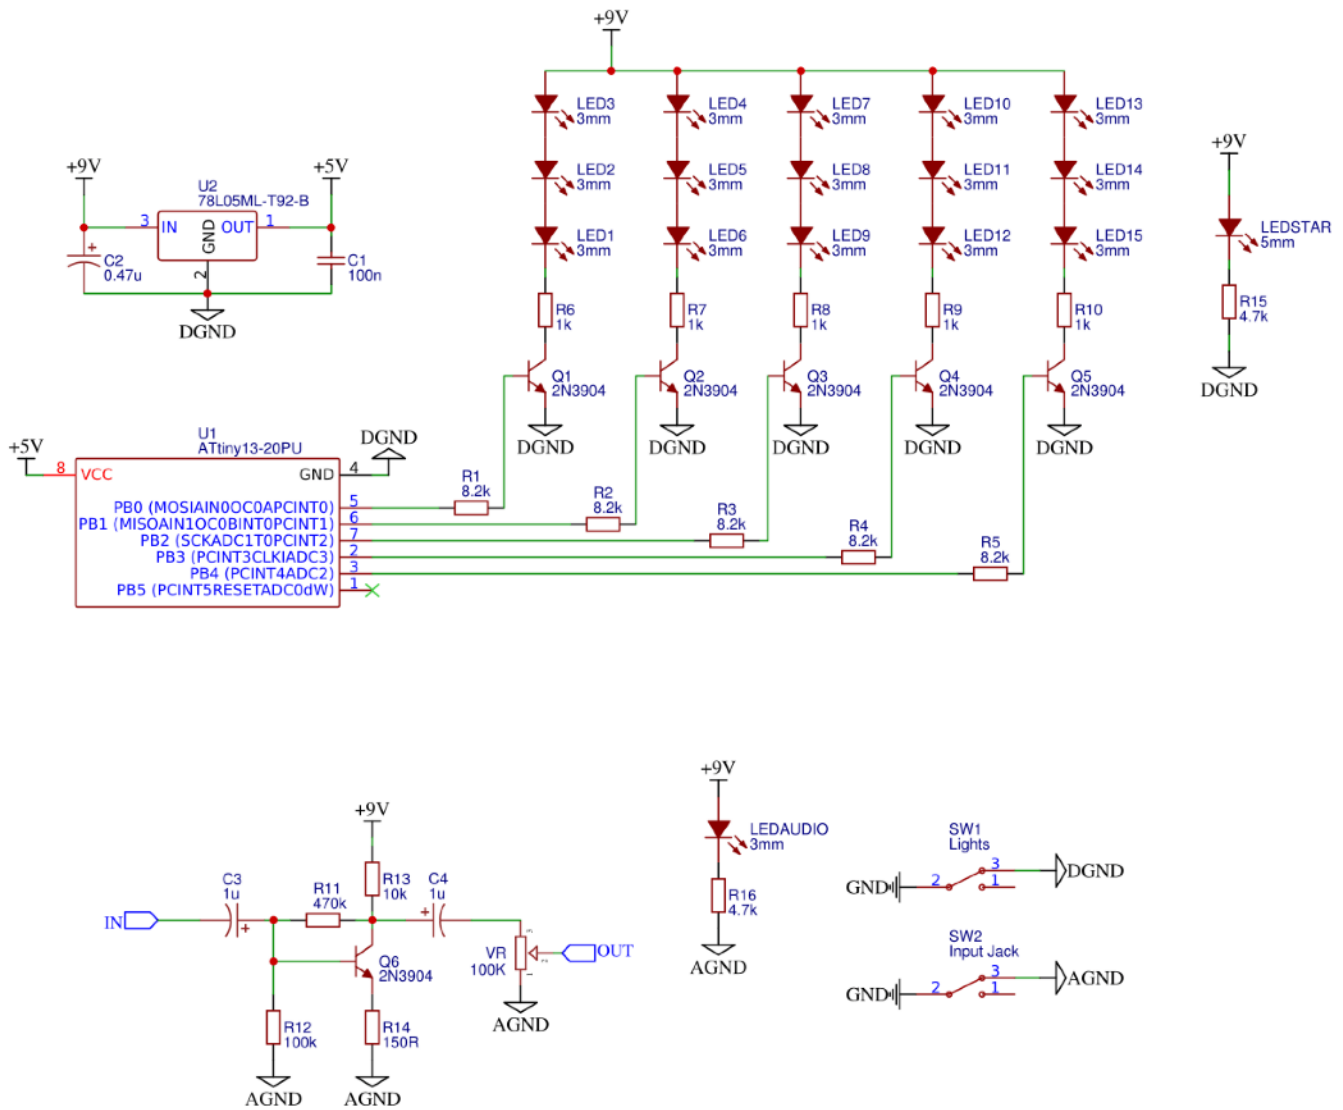 +9V
LED3
3mm
LED4
3mm
LED7
3mm
LED10
3mm
LED13
3mm
LED2
3mm
LED5
3mm
LED8
3mm
LED11
3mm
LED14
3mm
LED1
3mm
LED6
3mm
LED9
3mm
LED12
3mm
LED15
3mm
R6
1k
R7
1k
R8
1k
R9
1k
R10
1k
Q1
2N3904
Q2
2N3904
Q3
2N3904
Q4
2N3904
Q5
2N3904
DGND
DGND
DGND
DGND
DGND
+9V
LEDSTAR
5mm
R15
4.7k
DGND
+9V
+5V
U2
78L05ML-T92-B
3 IN
OUT 1
GND
2
+
C2
0.47u
C1
100n
DGND
U1
ATtiny13-20PU
+5V
DGND
8 VCC
GND 4
PB0 (MOSIAIN0OC0APCINT0) 5
PB1 (MISOAIN1OC0BINT0PCINT1) 6
PB2 (SCKADC1T0PCINT2) 7
PB3 (PCINT3CLKIADC3) 2
PB4 (PCINT4ADC2) 3
PB5 (PCINT5RESETADC0dW) 1
R1
8.2k
R2
8.2k
R3
8.2k
R4
8.2k
R5
8.2k
+9V
R13
10k
C3
1u
+
R11
470k
C4
1u
+
IN
Q6
2N3904
VR
100K
3
2
1
OUT
AGND
R12
100k
R14
150R
AGND
AGND
+9V
LEDAUDIO
3mm
R16
4.7k
AGND
SW1
Lights
GND
2
3
1
DGND
SW2
Input Jack
GND
2
3
1
AGND